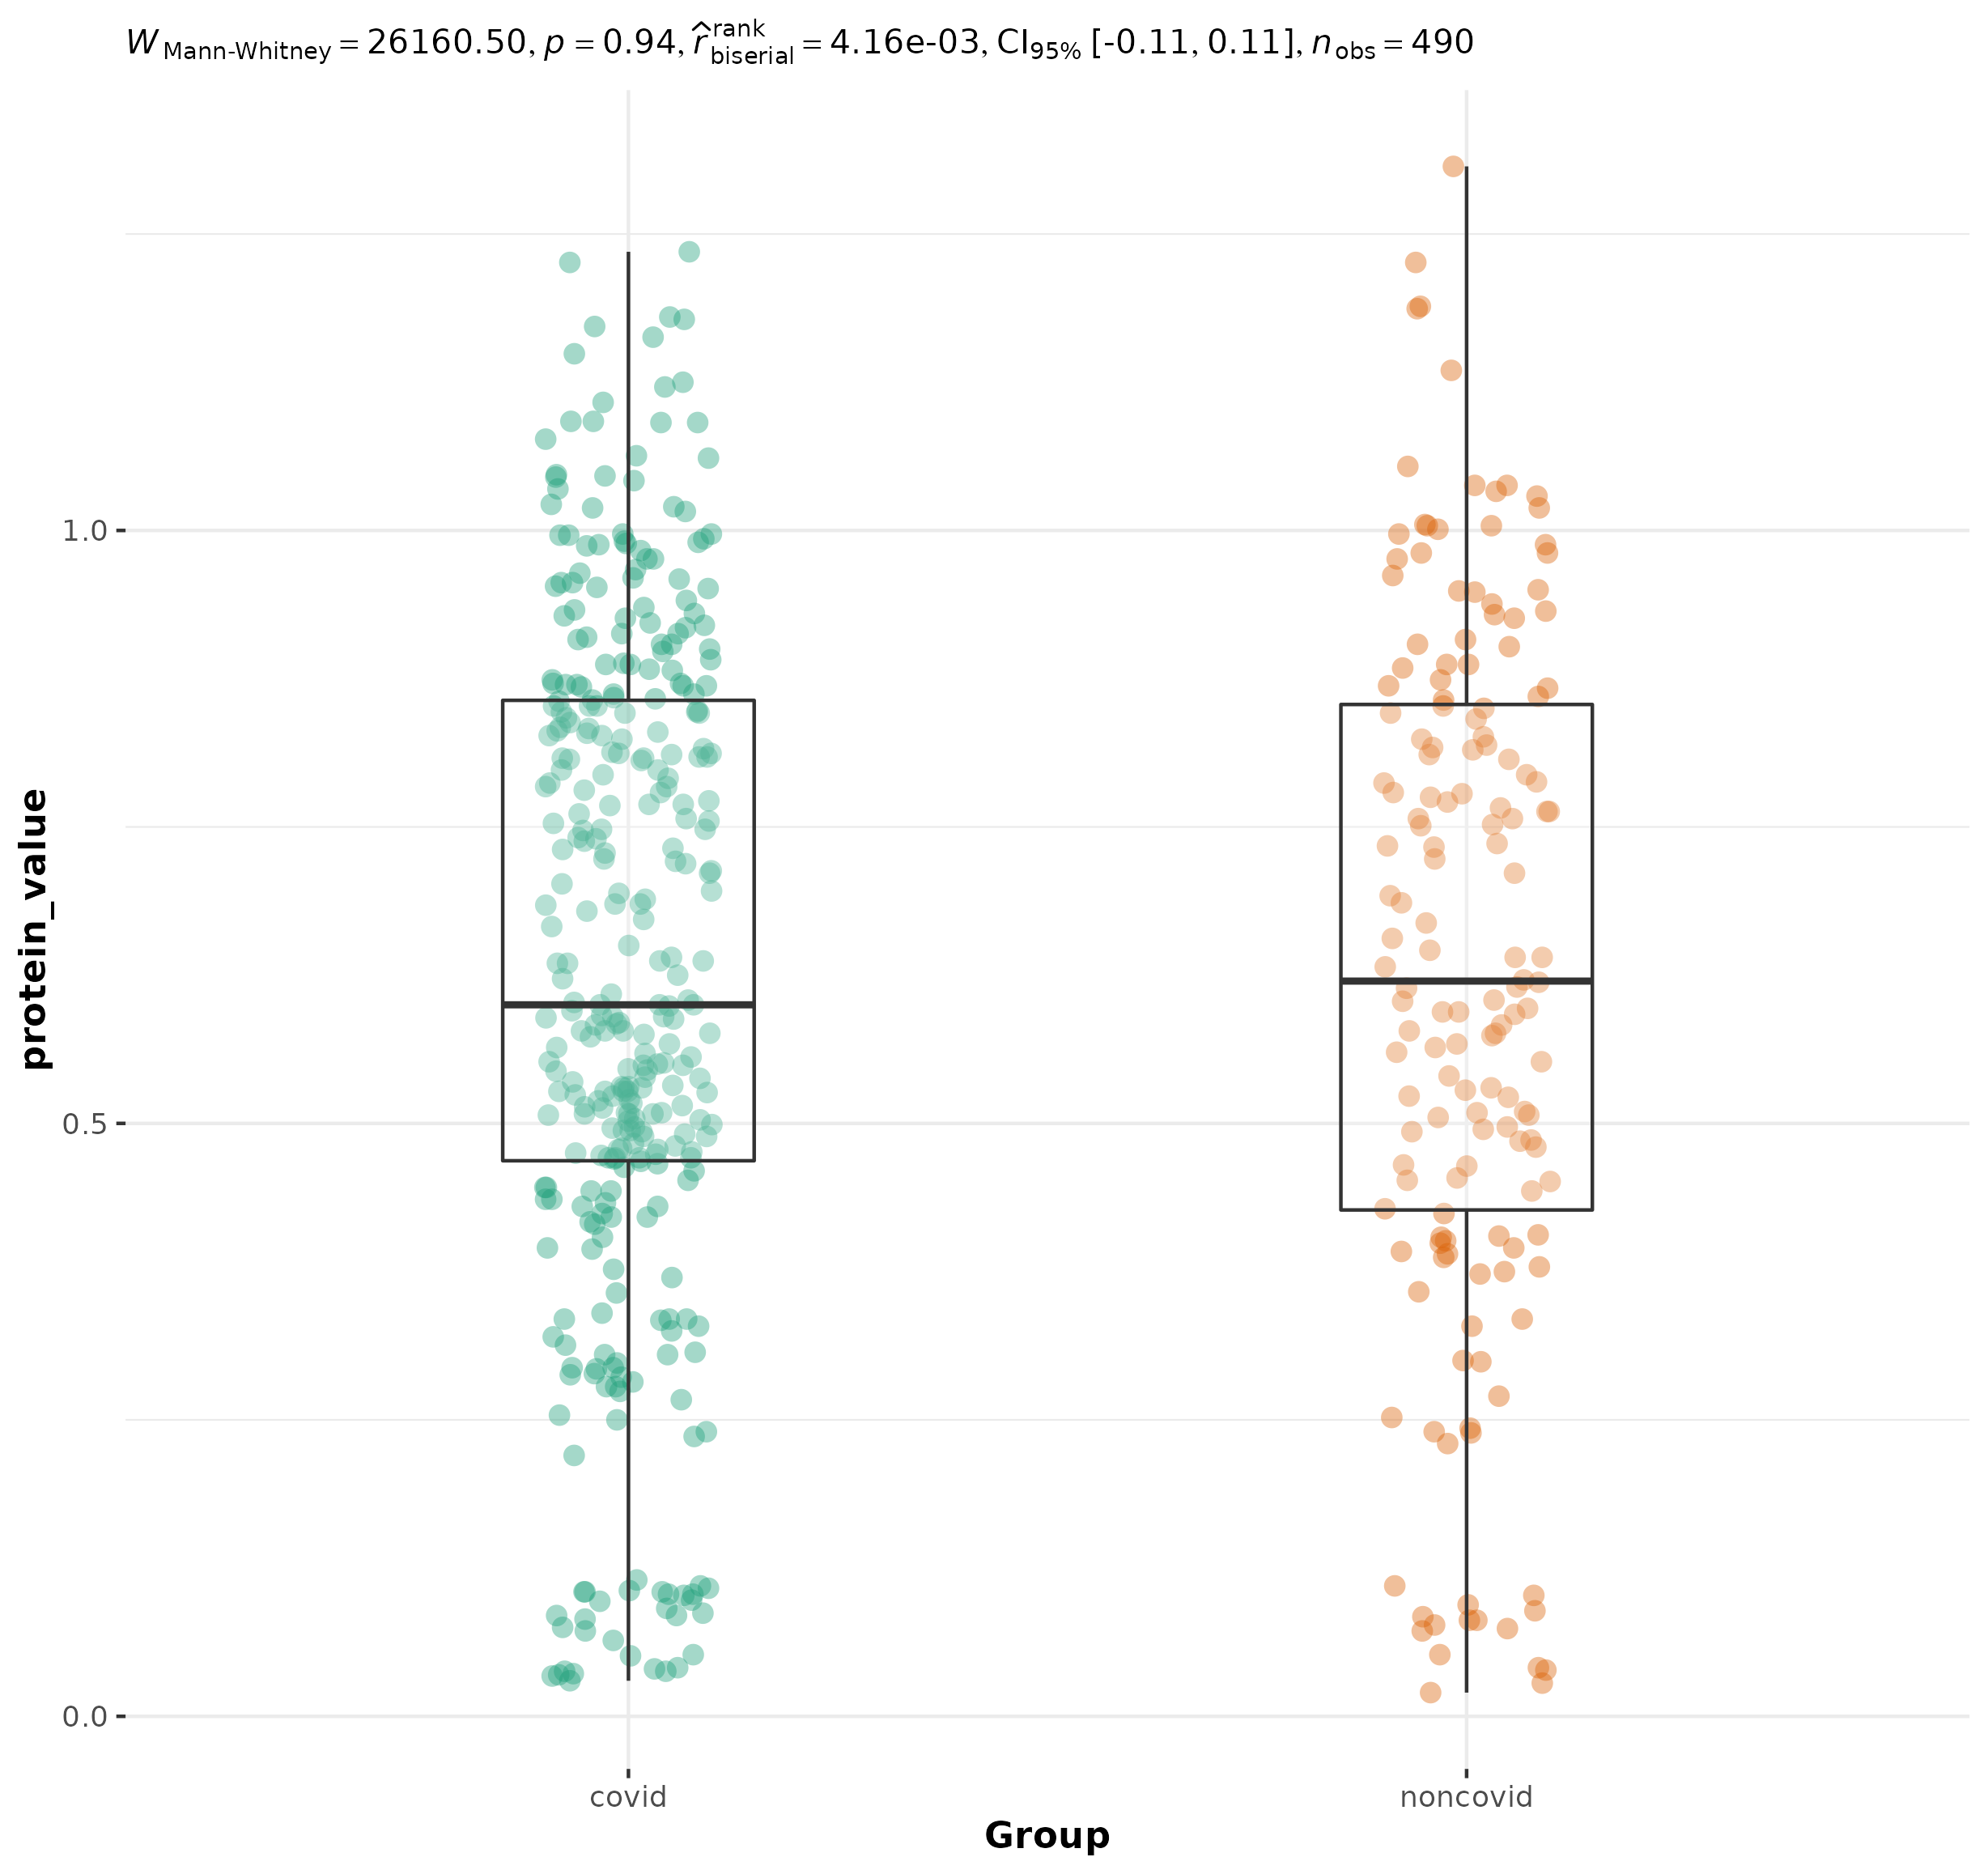 W Mann-Whitney = 26160.50, p = 0.94, r̂ rank biserial = 4.16e-03, CI95% [-0.11, 0.11], nobs = 490
1.0
protein_value
0.5
0.0
covid noncovid
Group